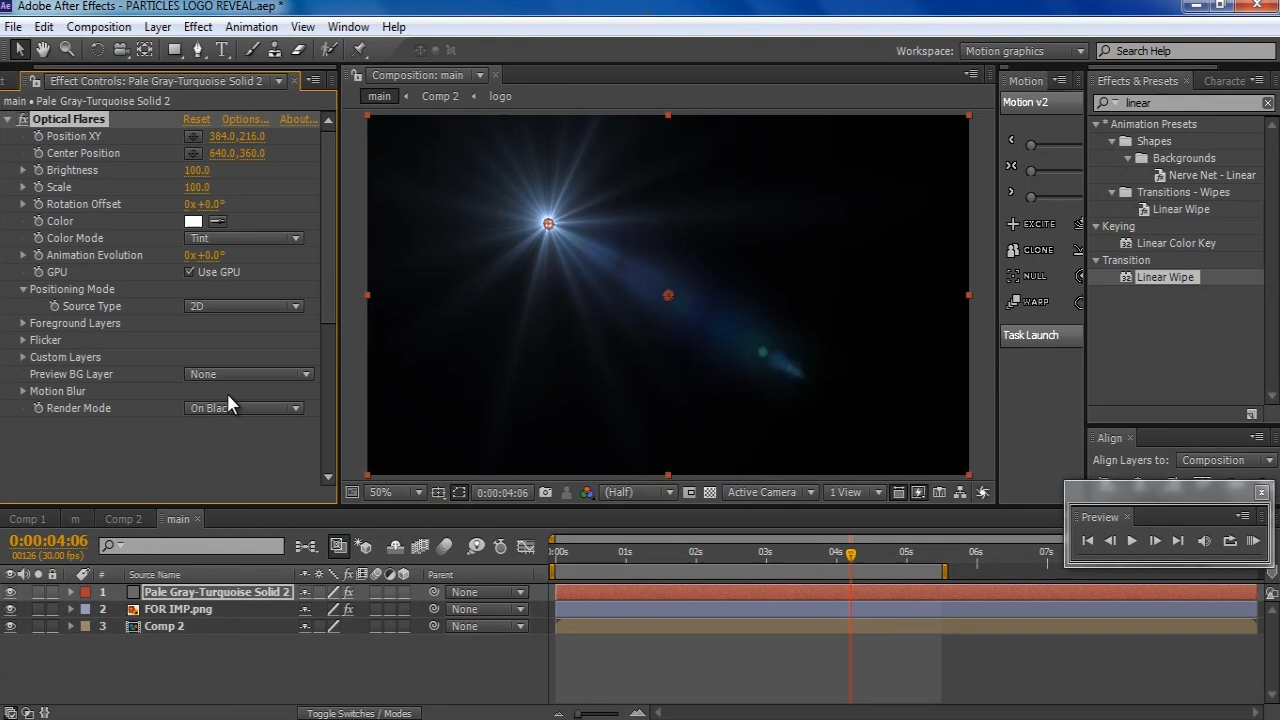 Adobe After Effects - PARTICLES LOGO REVEAL.aep *
File Edit Composition Layer Effect Animation View Window Help
Workspace: Motion graphics Search Help
Effect Controls: Pale Gray-Turquoise Solid 2
Composition: main
Motion
Effects & Presets
Characte
main • Pale Gray-Turquoise Solid 2
main Comp 2 logo
Motion v2
linear
Optical Flares Reset Options... About...
Position XY 384.0,216.0
Center Position 640.0,360.0
Brightness 100.0
Scale 100.0
Rotation Offset 0x+0.0°
Color
Color Mode Tint
Animation Evolution 0x+0.0°
GPU Use GPU
Positioning Mode
Source Type 2D
Foreground Layers
Flicker
Custom Layers
Preview BG Layer None
Motion Blur
Render Mode On Blac
EXCITE
CLONE
NULL
WARP
Task Launch
* Animation Presets
Shapes
Backgrounds
Nerve Net - Linear
Transitions - Wipes
Linear Wipe
Keying
Linear Color Key
Transition
Linear Wipe
Align
Align Layers to: Composition
50% 0:00:04:06 (Half) Active Camera 1 View
Preview
Comp 1 m Comp 2 main
0:00:04:06
00126 (30.00 fps)
:00s 01s 02s 03s 04s 05s 06s 07s
# Source Name fx Parent
1 Pale Gray-Turquoise Solid 2 fx None
2 FOR IMP.png fx None
3 Comp 2 None
Toggle Switches / Modes